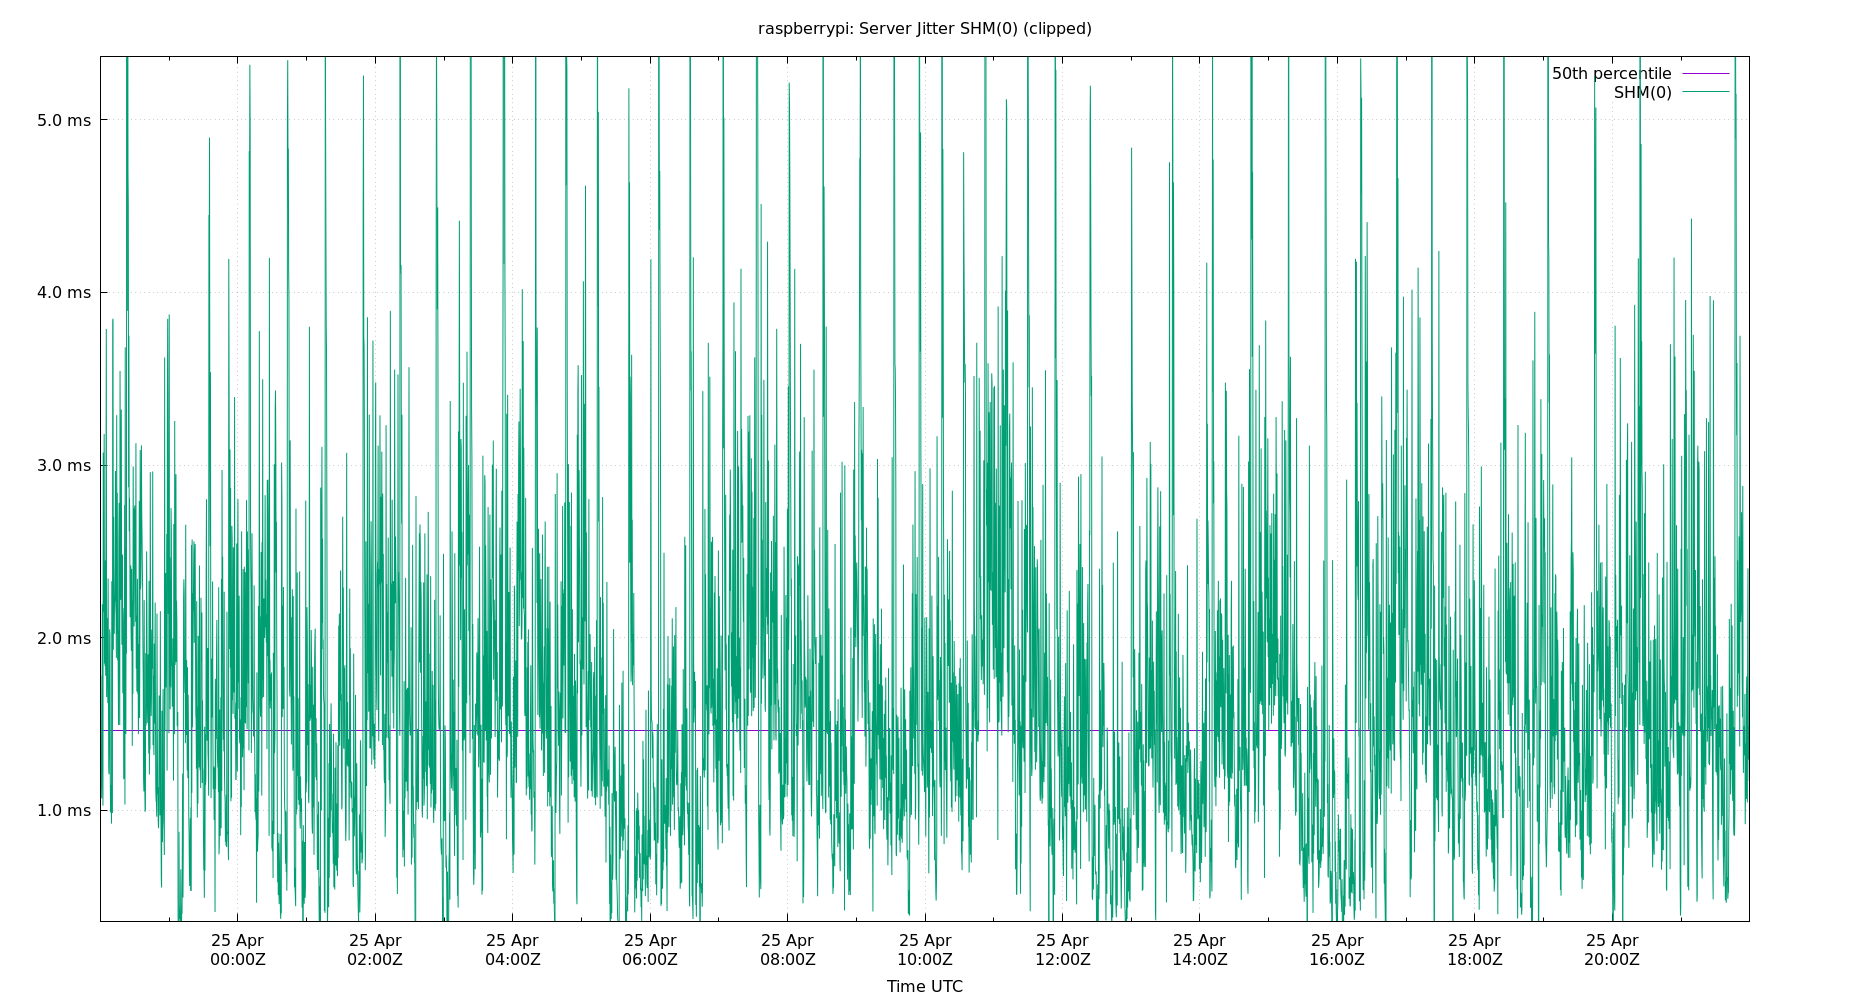 raspberrypi: Server Jitter SHM(0) (clipped)
50th percentile
SHM(0)
5.0 ms
4.0 ms
3.0 ms
2.0 ms
1.0 ms
25 Apr 25 Apr 25 Apr 25 Apr 25 Apr 25 Apr 25 Apr 25 Apr 25 Apr 25 Apr 25 Apr
00:00Z 02:00Z 04:00Z 06:00Z 08:00Z 10:00Z 12:00Z 14:00Z 16:00Z 18:00Z 20:00Z
Time UTC